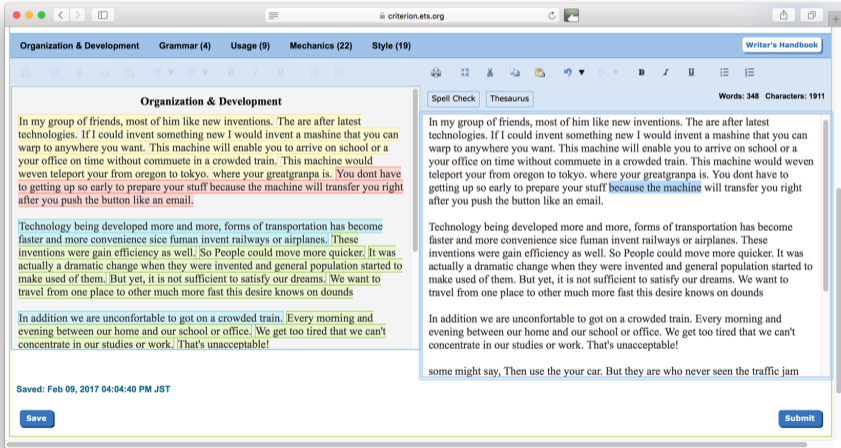 criterion.ets.org
Organization & Development Grammar (4) Usage (9) Mechanics (22) Style (19) Writer's Handbook
Spell Check Thesaurus Words: 348 Characters: 1911
Organization & Development
In my group of friends, most of him like new inventions. The are after latest
technologies. If I could invent something new I would invent a mashine that you can
warp to anywhere you want. This machine will enable you to arrive on school or a
your office on time without commuete in a crowded train. This machine would
weven teleport your from oregon to tokyo. where your greatgranpa is. You dont have
to getting up so early to prepare your stuff because the machine will transfer you right
after you push the button like an email.
Technology being developed more and more, forms of transportation has become
faster and more convenience sice fuman invent railways or airplanes. These
inventions were gain efficiency as well. So People could move more quicker. It was
actually a dramatic change when they were invented and general population started to
make used of them. But yet, it is not sufficient to satisfy our dreams. We want to
travel from one place to other much more fast this desire knows on dounds
In addition we are unconfortable to got on a crowded train. Every morning and
evening between our home and our school or office. We get too tired that we can't
concentrate in our studies or work. That's unacceptable!
In my group of friends, most of him like new inventions. The are after latest
technologies. If I could invent something new I would invent a mashine that you can
warp to anywhere you want. This machine will enable you to arrive on school or a
your office on time without commuete in a crowded train. This machine would weven
teleport your from oregon to tokyo. where your greatgranpa is. You dont have to
getting up so early to prepare your stuff because the machine will transfer you right
after you push the button like an email.
Technology being developed more and more, forms of transportation has become
faster and more convenience sice fuman invent railways or airplanes. These
inventions were gain efficiency as well. So People could move more quicker. It was
actually a dramatic change when they were invented and general population started to
make used of them. But yet, it is not sufficient to satisfy our dreams. We want to
travel from one place to other much more fast this desire knows on dounds
In addition we are unconfortable to got on a crowded train. Every morning and
evening between our home and our school or office. We get too tired that we can't
concentrate in our studies or work. That's unacceptable!
some might say, Then use the your car. But they are who never seen the traffic jam
Saved: Feb 09, 2017 04:04:40 PM JST
Save Submit